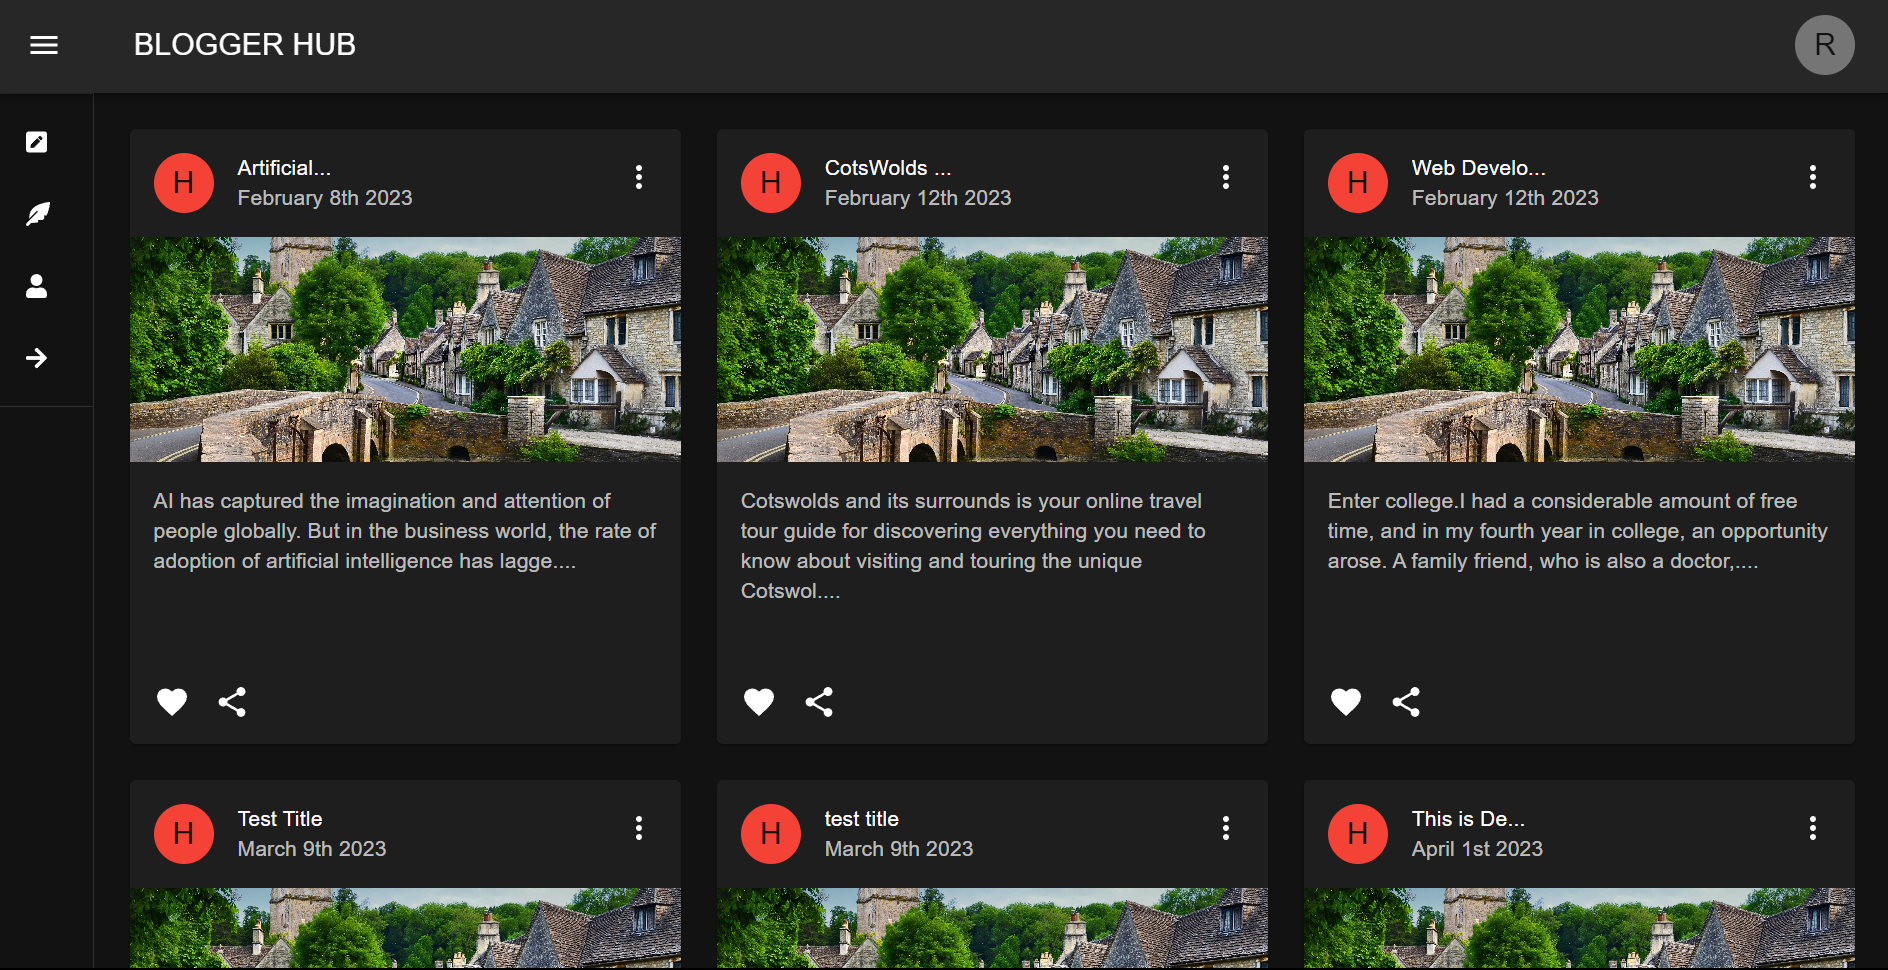 BLOGGER HUB
R
H
Artificial...
February 8th 2023
AI has captured the imagination and attention of
people globally. But in the business world, the rate of
adoption of artificial intelligence has lagge....
H
CotsWolds ...
February 12th 2023
Cotswolds and its surrounds is your online travel
tour guide for discovering everything you need to
know about visiting and touring the unique
Cotswol....
H
Web Develo...
February 12th 2023
Enter college.I had a considerable amount of free
time, and in my fourth year in college, an opportunity
arose. A family friend, who is also a doctor,....
H
Test Title
March 9th 2023
H
test title
March 9th 2023
H
This is De...
April 1st 2023